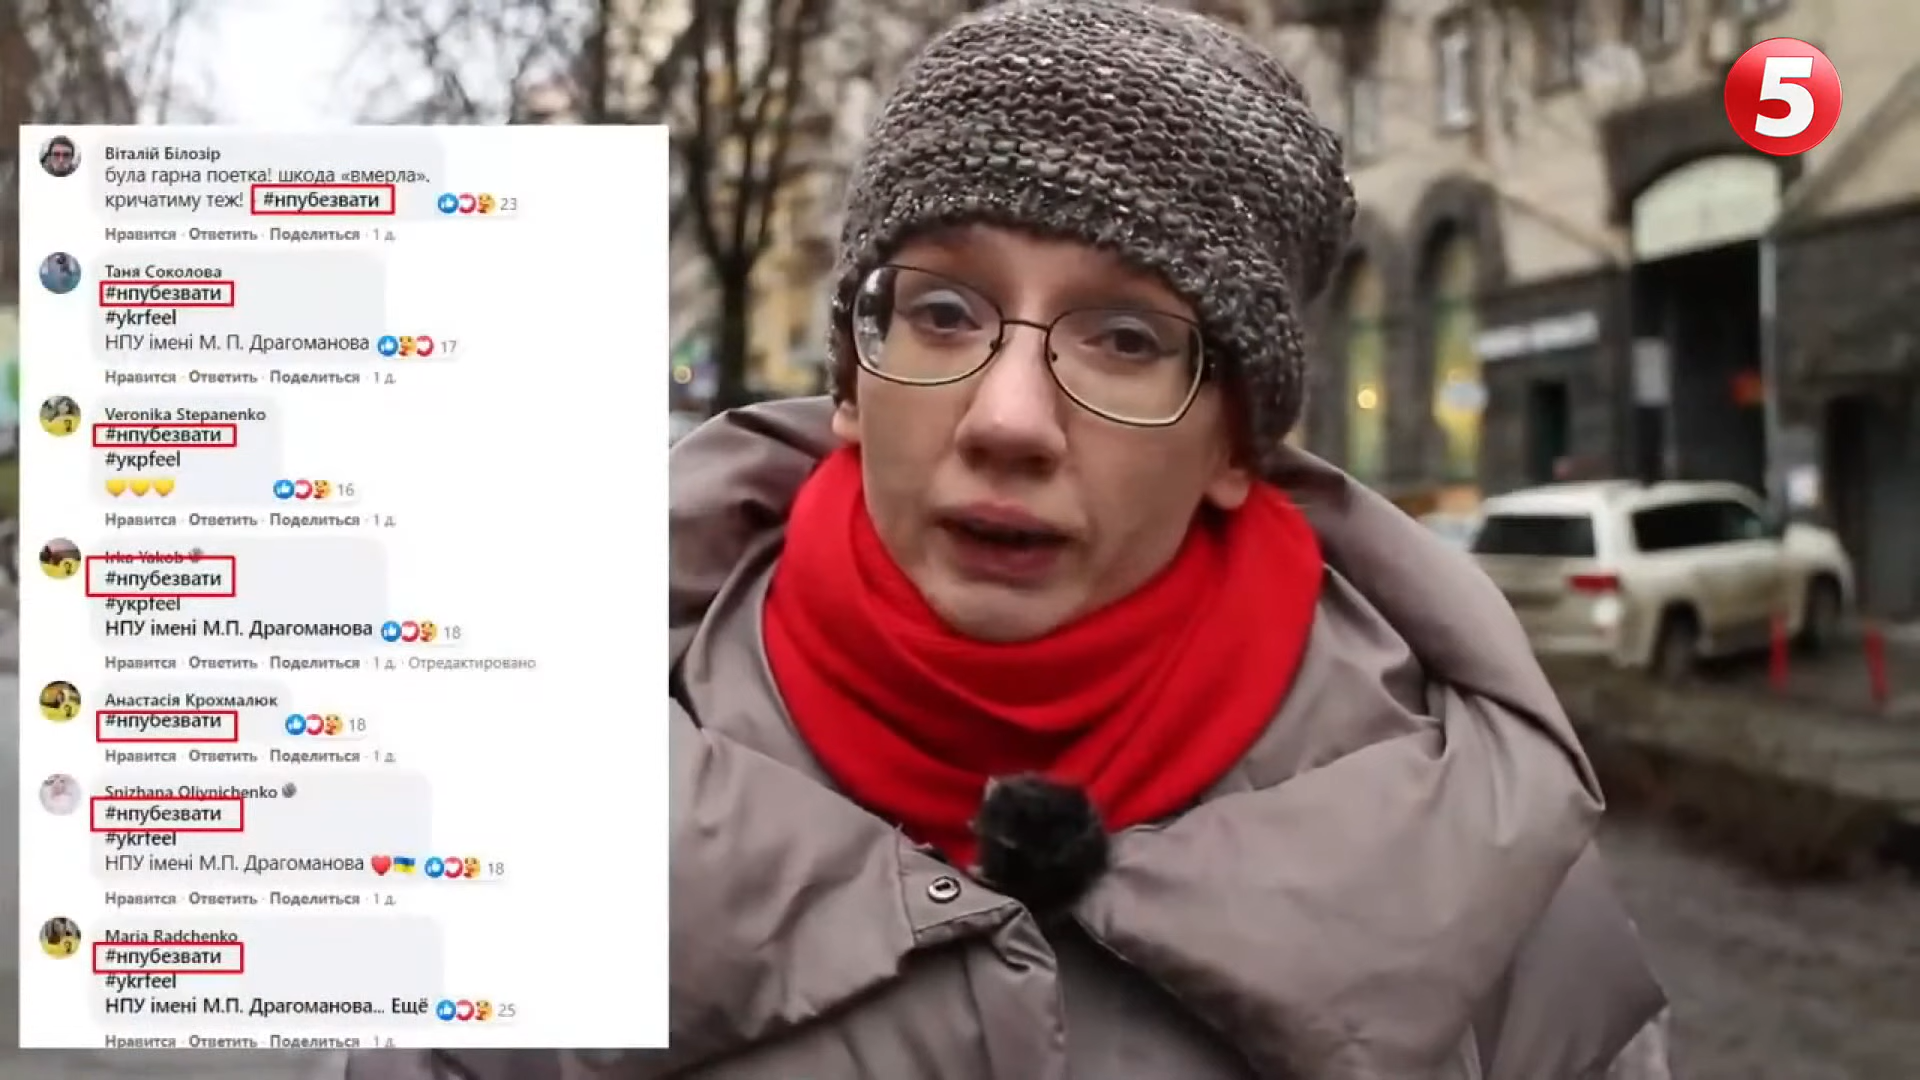 5
Віталій Білозір
була гарна поетка! шкода «вмерла».
кричатиму теж! #нпубезвати
23
Нравится · Ответить · Поделиться · 1 д.
Таня Соколова
#нпубезвати
#ykrfeel
НПУ імені М. П. Драгоманова
17
Нравится · Ответить · Поделиться · 1 д.
Veronika Stepanenko
#нпубезвати
#укрfeel
16
Нравится · Ответить · Поделиться · 1 д.
Irka Yakob
#нпубезвати
#укрfeel
НПУ імені М.П. Драгоманова
18
Нравится · Ответить · Поделиться · 1 д. · Отредактировано
Анастасія Крохмалюк
#нпубезвати
18
Нравится · Ответить · Поделиться · 1 д.
Snizhana Oliynichenko
#нпубезвати
#ykrfeel
НПУ імені М.П. Драгоманова
18
Нравится · Ответить · Поделиться · 1 д.
Maria Radchenko
#нпубезвати
#ykrfeel
НПУ імені М.П. Драгоманова... Ещё
25
Нравится · Ответить · Поделиться · 1 д.